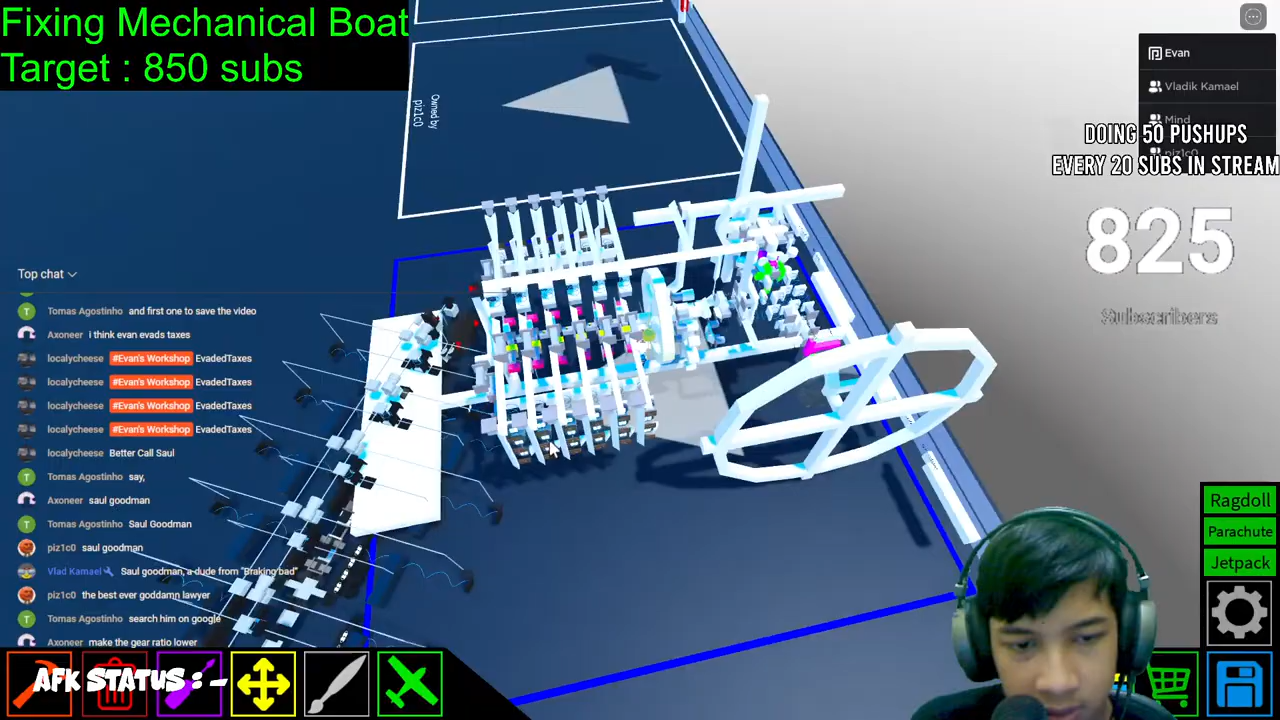 Fixing Mechanical Boat
Target : 850 subs
Owned by
piz1c0
Evan
Vladik Kamael
Mind
piz1c0
DOING 50 PUSHUPS
EVERY 20 SUBS IN STREAM
825
Subscribers
Top chat
T Tomas Agostinho and first one to save the video
Axoneer i think evan evads taxes
localycheese #Evan's Workshop EvadedTaxes
localycheese #Evan's Workshop EvadedTaxes
localycheese #Evan's Workshop EvadedTaxes
localycheese #Evan's Workshop EvadedTaxes
localycheese Better Call Saul
T Tomas Agostinho say,
Axoneer saul goodman
T Tomas Agostinho Saul Goodman
piz1c0 saul goodman
Vlad Kamael Saul goodman, a dude from "Braking bad"
piz1c0 the best ever goddamn lawyer
T Tomas Agostinho search him on google
Axoneer make the gear ratio lower
Ragdoll
Parachute
Jetpack
AFK STATUS : -